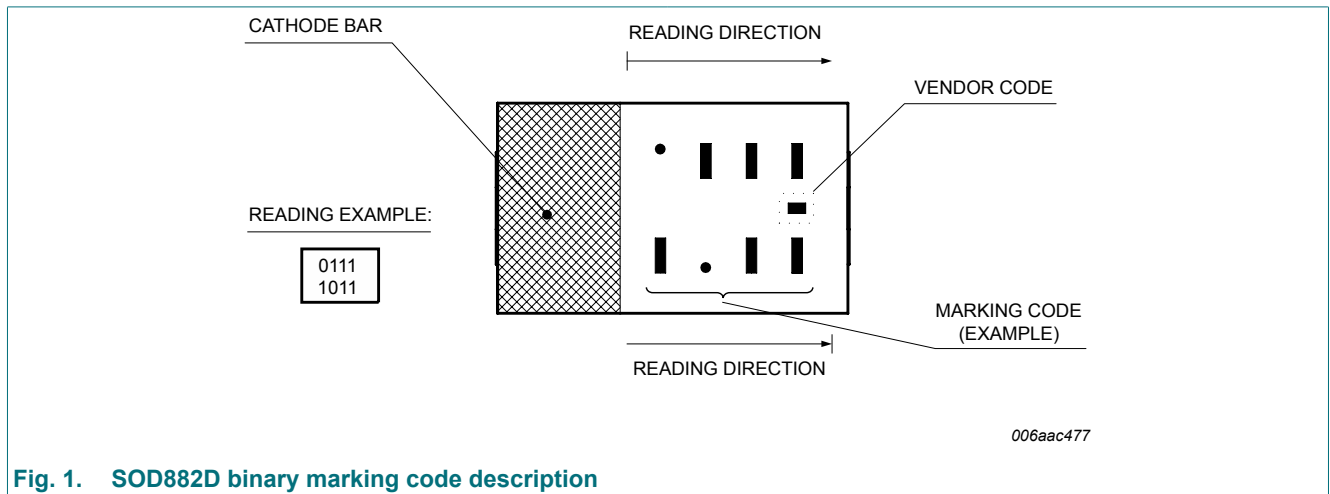 CATHODE BAR
READING DIRECTION
VENDOR CODE
READING EXAMPLE:
0111
1011
MARKING CODE
(EXAMPLE)
READING DIRECTION
006aac477
Fig. 1. SOD882D binary marking code description